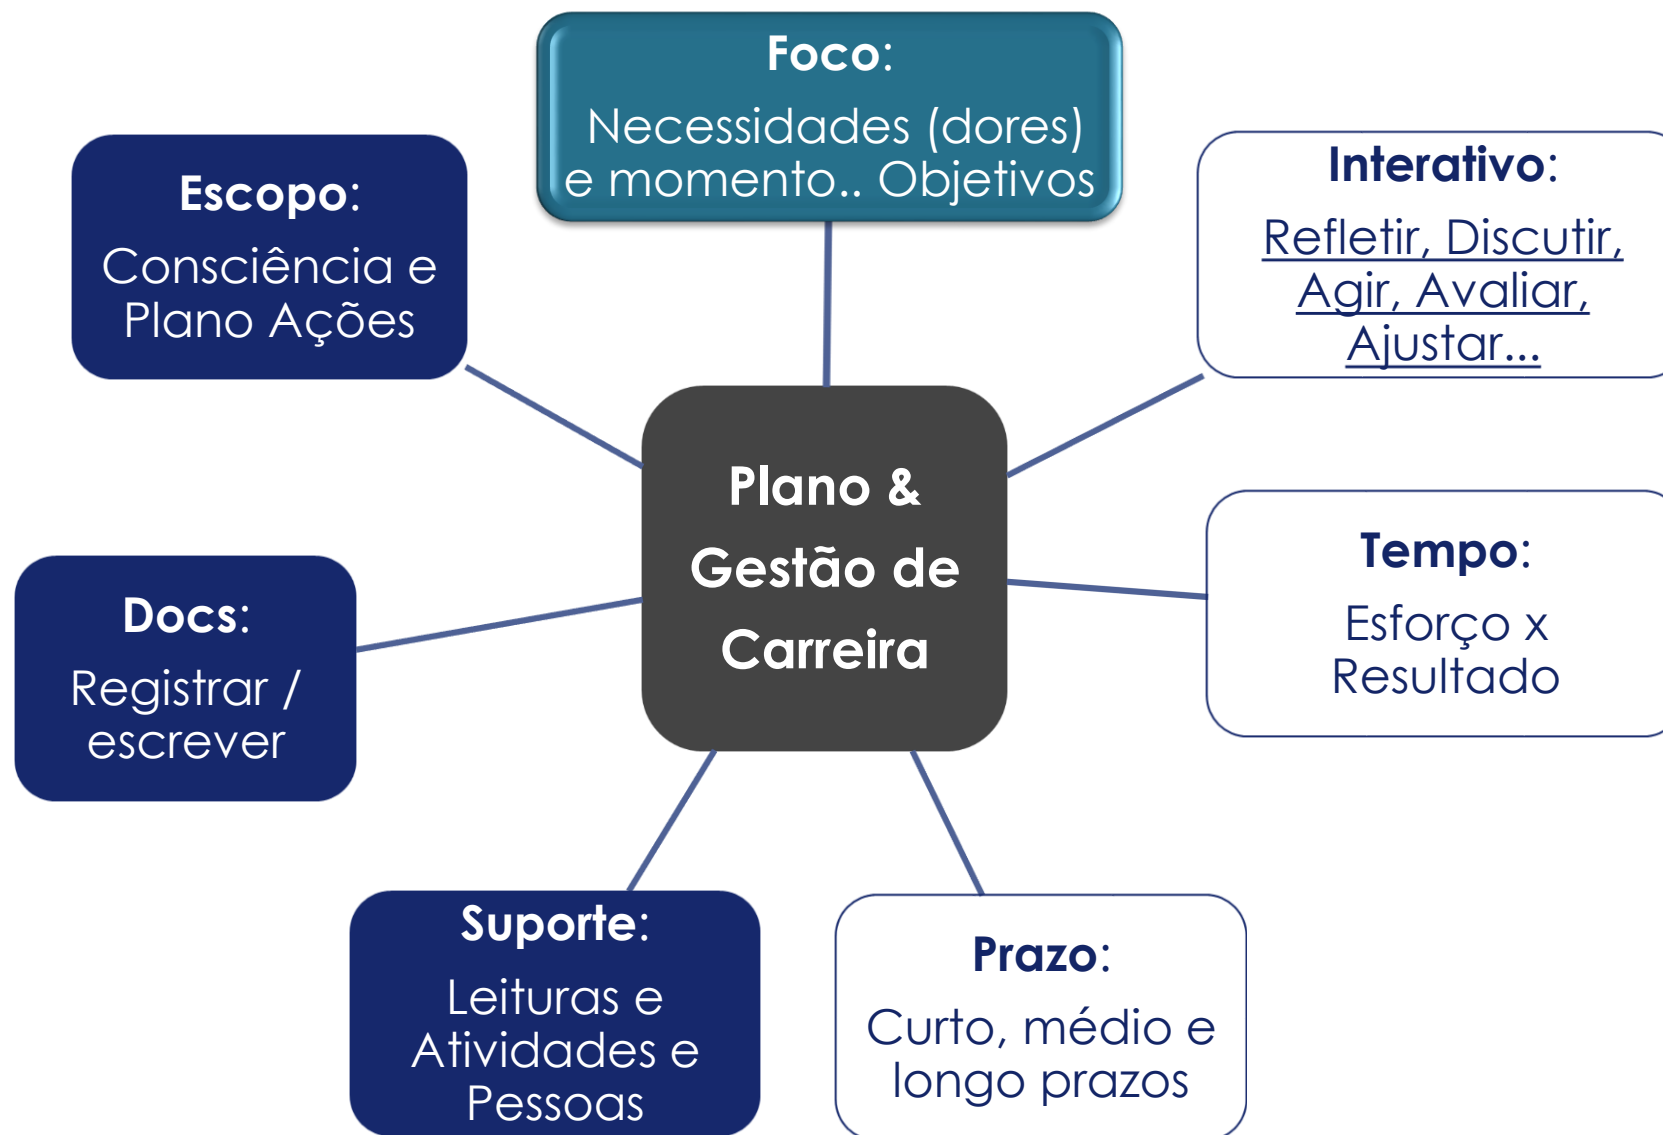 Foco:
Necessidades (dores)
e momento.. Objetivos
Escopo:
Consciência e
Plano Ações
Interativo:
Refletir, Discutir,
Agir, Avaliar,
Ajustar...
Plano &
Gestão de
Carreira
Tempo:
Esforço x
Resultado
Docs:
Registrar /
escrever
Suporte:
Leituras e
Atividades e
Pessoas
Prazo:
Curto, médio e
longo prazos